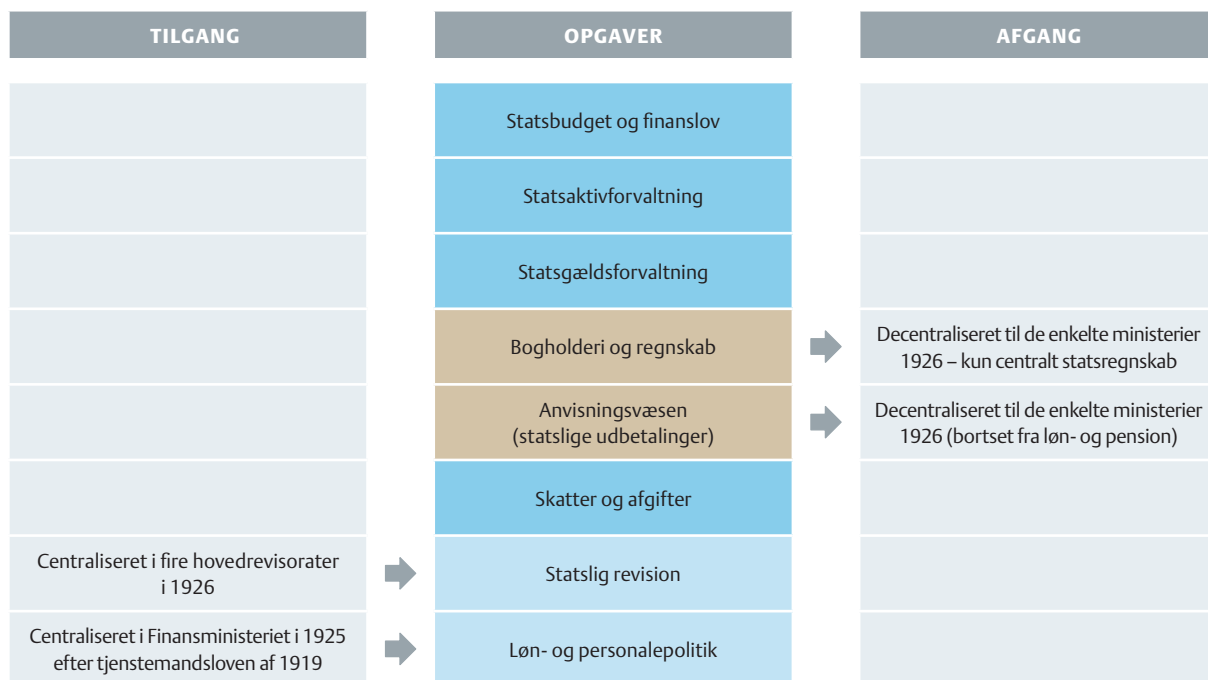 TILGANG
OPGAVER
AFGANG
Statsbudget og finanslov
Statsaktivforvaltning
Statsgældsforvaltning
Bogholderi og regnskab
Decentraliseret til de enkelte ministerier
1926 – kun centralt statsregnskab
Anvisningsvæsen
(statslige udbetalinger)
Decentraliseret til de enkelte ministerier
1926 (bortset fra løn- og pension)
Skatter og afgifter
Centraliseret i fire hovedrevisorater
i 1926
Statslig revision
Centraliseret i Finansministeriet i 1925
efter tjenstemandsloven af 1919
Løn- og personalepolitik